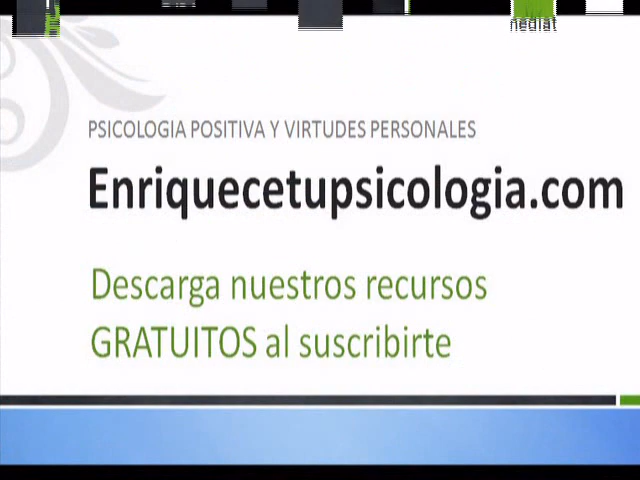 PSICOLOGIA POSITIVA Y VIRTUDES PERSONALES
Enriquecetupsicologia.com
Descarga nuestros recursos
GRATUITOS al suscribirte